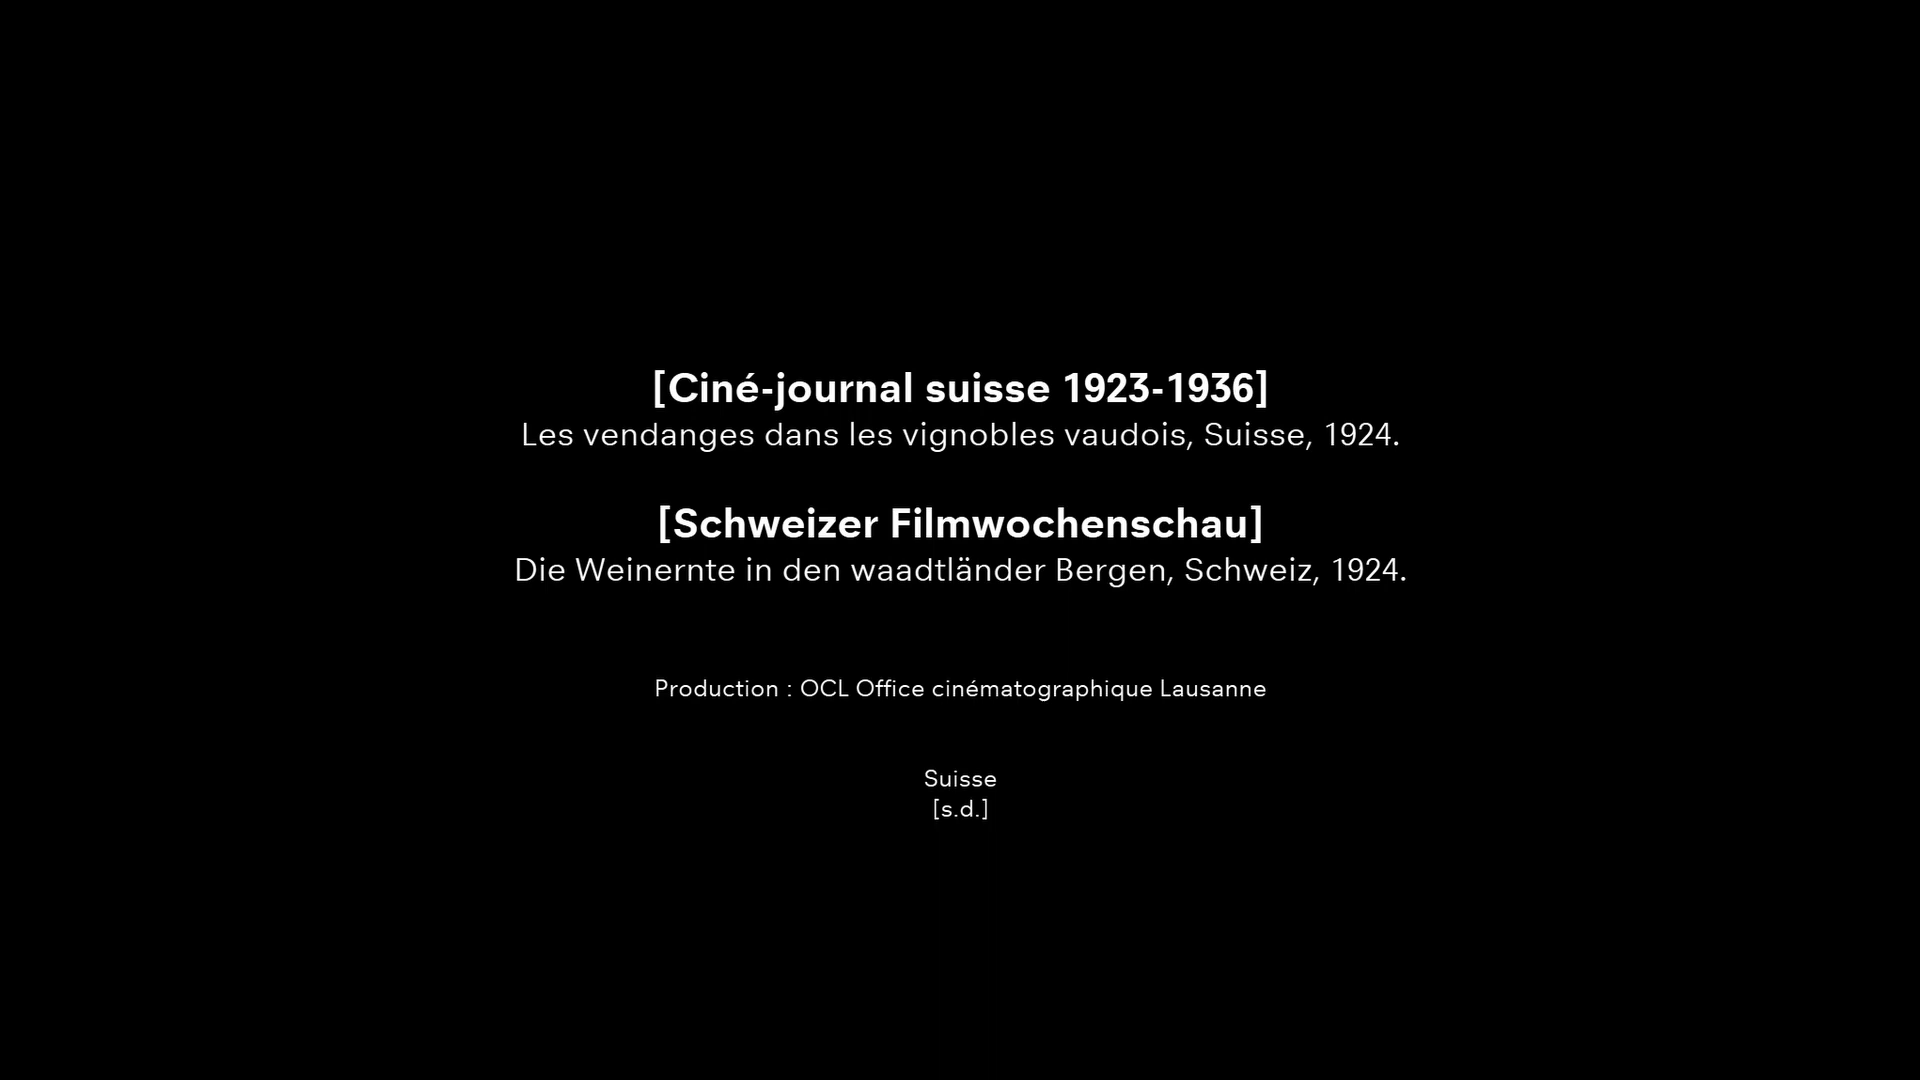 [Ciné-journal suisse 1923-1936]
Les vendanges dans les vignobles vaudois, Suisse, 1924.
[Schweizer Filmwochenschau]
Die Weinernte in den waadtländer Bergen, Schweiz, 1924.
Production : OCL Office cinématographique Lausanne
Suisse
[s.d.]